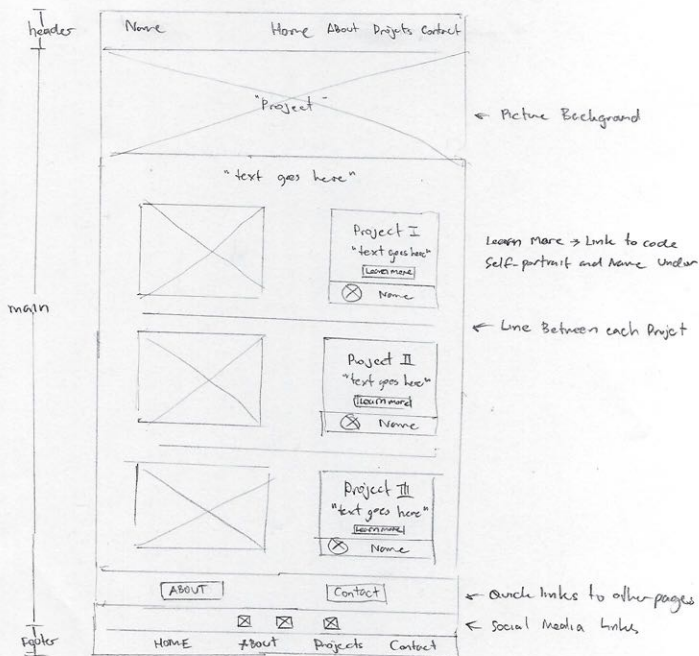 header
Name Home About Projets Contact
"Project"
← Picture Background
"text goes here"
Project I
"text goes here"
Learn More
Name
Learn More → Link to code
Self-portrait and Name Under
main
← Line Between each Projet
Project II
"text goes here"
Learn more
Name
Project III
"text goes here"
Learn more
Name
ABOUT Contact
← Quick links to other pages
← Social Media links
Footer
HOME About Projects Contact